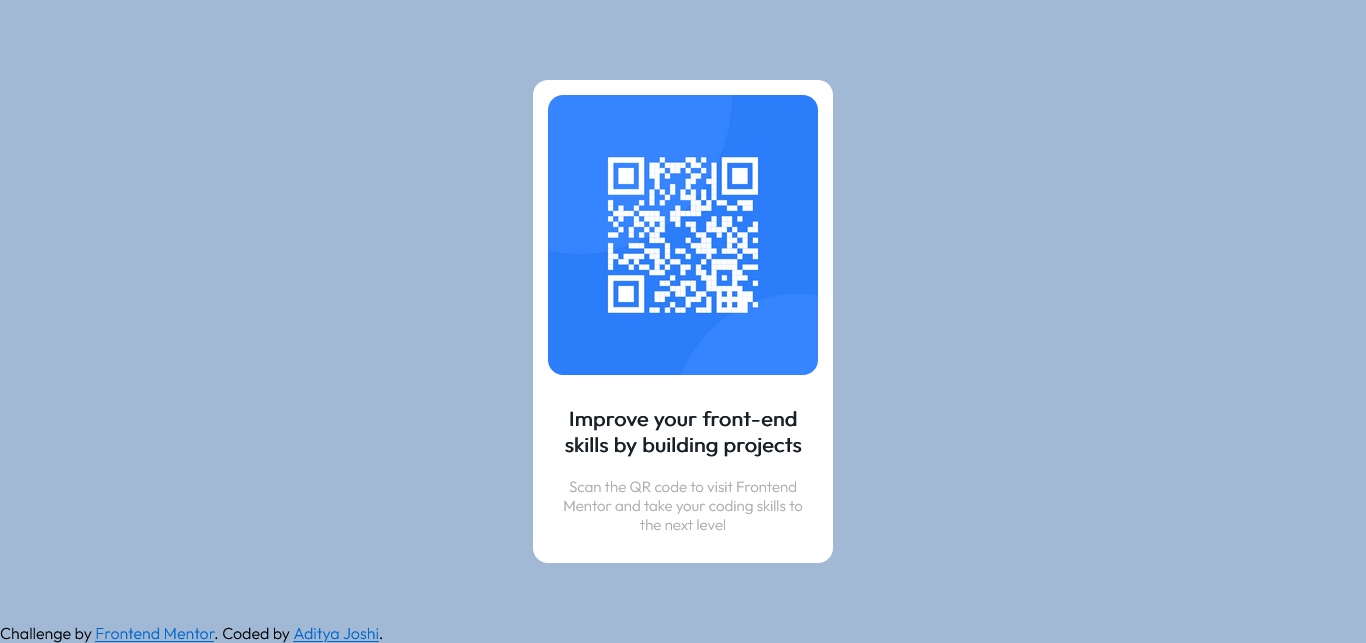 Improve your front-end
skills by building projects
Scan the QR code to visit Frontend
Mentor and take your coding skills to
the next level
Challenge by Frontend Mentor. Coded by Aditya Joshi.